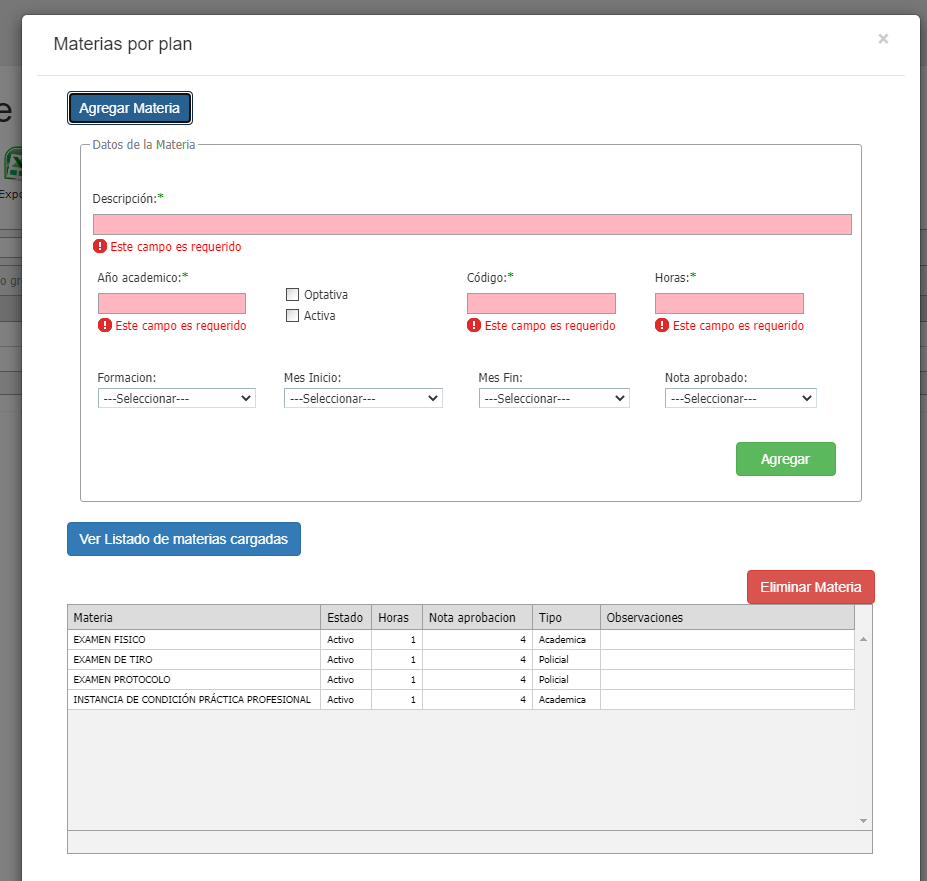 Materias por plan ×
e
Agregar Materia
Datos de la Materia
Expo
Descripción:*
Este campo es requerido
o gr
Año academico:* Código:* Horas:*
Optativa
Activa
Este campo es requerido Este campo es requerido Este campo es requerido
Formacion: Mes Inicio: Mes Fin: Nota aprobado:
---Seleccionar--- ---Seleccionar--- ---Seleccionar--- ---Seleccionar---
Agregar
Ver Listado de materias cargadas
Eliminar Materia
Materia Estado Horas Nota aprobacion Tipo Observaciones
EXAMEN FISICO Activo 1 4 Academica
EXAMEN DE TIRO Activo 1 4 Policial
EXAMEN PROTOCOLO Activo 1 4 Policial
INSTANCIA DE CONDICIÓN PRÁCTICA PROFESIONAL Activo 1 4 Academica